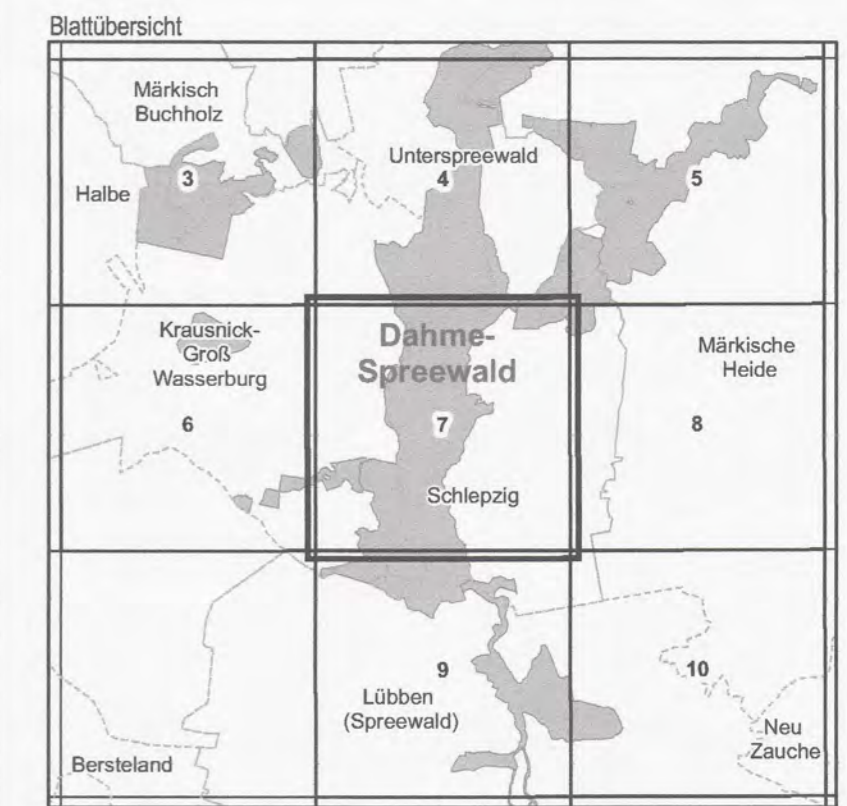 Blattübersicht
Märkisch
Buchholz
Unterspreewald
3
4
5
Halbe
Krausnick-
Groß
Wasserburg
Dahme-
Spreewald
Märkische
Heide
6
7
8
Schlepzig
9
10
Lübben
(Spreewald)
Neu
Zauche
Bersteland